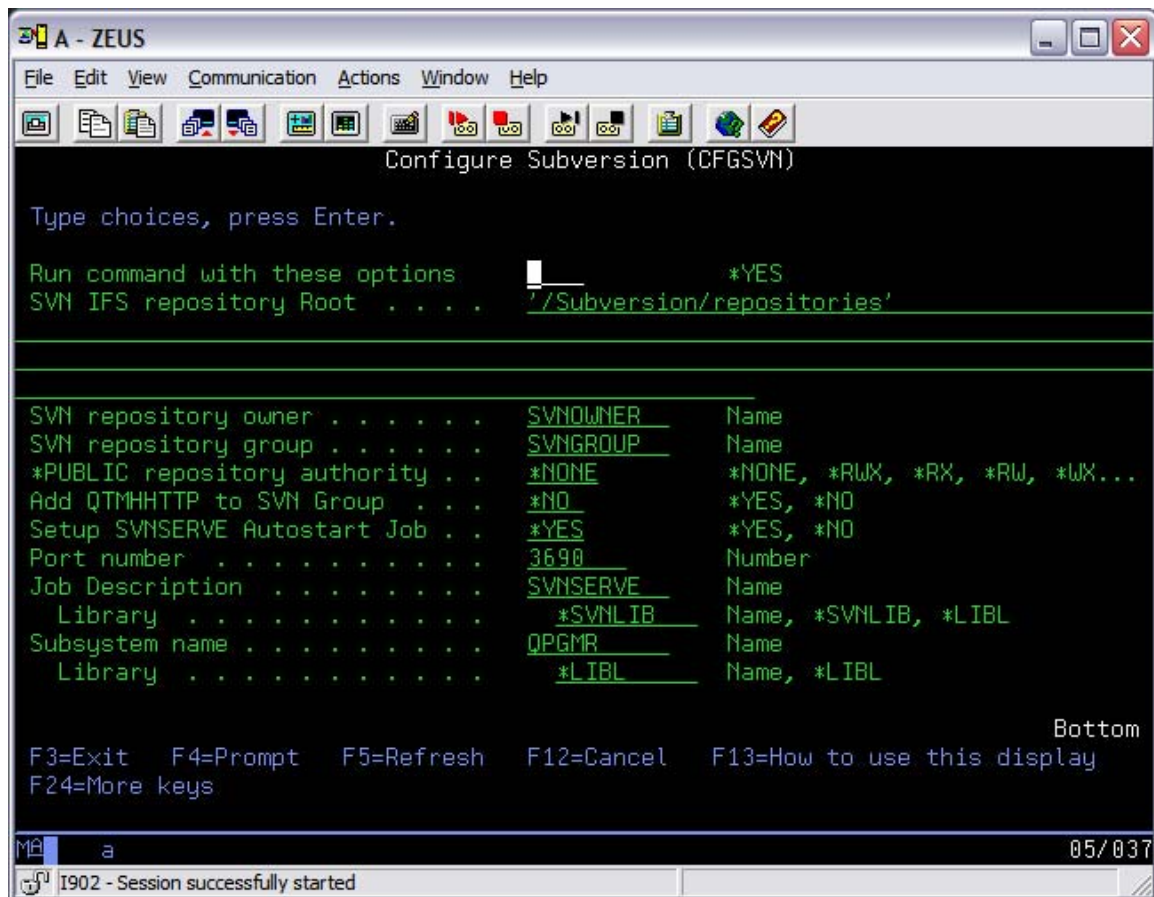 A - ZEUS
File Edit View Communication Actions Window Help
Configure Subversion (CFGSVN)
Type choices, press Enter.
Run command with these options *YES
SVN IFS repository Root . . . . '/Subversion/repositories'
SVN repository owner . . . . . . SVNOWNER Name
SVN repository group . . . . . . SVNGROUP Name
*PUBLIC repository authority . . *NONE *NONE, *RWX, *RX, *RW, *WX...
Add QTMHHTTP to SVN Group . . . *NO *YES, *NO
Setup SVNSERVE Autostart Job . . *YES *YES, *NO
Port number . . . . . . . . . . 3690 Number
Job Description . . . . . . . . SVNSERVE Name
Library . . . . . . . . . . . *SVNLIB Name, *SVNLIB, *LIBL
Subsystem name . . . . . . . . . QPGMR Name
Library . . . . . . . . . . . *LIBL Name, *LIBL
Bottom
F3=Exit F4=Prompt F5=Refresh F12=Cancel F13=How to use this display
F24=More keys
MA a 05/037
I902 - Session successfully started